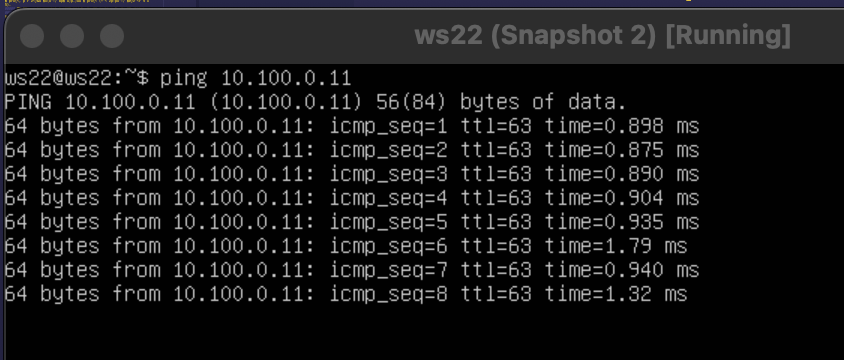 ws22 (Snapshot 2) [Running]
ws22@ws22:~$ ping 10.100.0.11
PING 10.100.0.11 (10.100.0.11) 56(84) bytes of data.
64 bytes from 10.100.0.11: icmp_seq=1 ttl=63 time=0.898 ms
64 bytes from 10.100.0.11: icmp_seq=2 ttl=63 time=0.875 ms
64 bytes from 10.100.0.11: icmp_seq=3 ttl=63 time=0.890 ms
64 bytes from 10.100.0.11: icmp_seq=4 ttl=63 time=0.904 ms
64 bytes from 10.100.0.11: icmp_seq=5 ttl=63 time=0.935 ms
64 bytes from 10.100.0.11: icmp_seq=6 ttl=63 time=1.79 ms
64 bytes from 10.100.0.11: icmp_seq=7 ttl=63 time=0.940 ms
64 bytes from 10.100.0.11: icmp_seq=8 ttl=63 time=1.32 ms